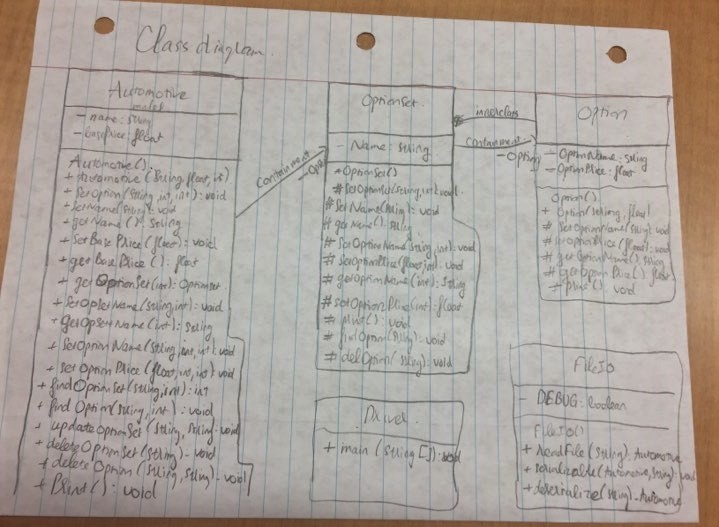 Class diagram.
Automotive
- name: string
- basePrice: float
Automotive()
+ Automotive (String, float, int)
+ SetOption (String, int, int): void
+ SetName(String): void
+ getName(): string
+ SetBasePrice (float): void
+ getBasePrice(): float
+ getOptionSet(int): Optionset
+ SetOpsetName(string, int): void
+ getOpsetName(int): string
+ SetOptionName(string, int, int): void
+ setOptionPrice (float, int, int): void
+ findOptionSet(string, int): int
+ findOption(string, int): void
+ updateOptionSet (string, string): void
+ deleteOptionSet (string): void
+ deleteOption (string, string): void
+ Print(): void
Containment
OptionSet
- Name: string
+ OptionSet()
# SetOptionSet(string, int): void
# SetName(string): void
# getName(): string
# SetOptionName(string, int): void
# SetOptionPrice(float, int): void
# getOptionName(int): string
# setOptionPrice(int): float
# print(): void
# findOption(string): void
# delOption(string): void
innerclass
Containment
- Option
Option
- OptionName: string
- OptionPrice: float
Option()
+ Option(string, float)
# SetOptionName(string): void
# setOptionPrice(float): void
# getOptionName(): string
# getOptionPrice(): float
# print(): void
Driver
+ main (string []): void
FileIO
- DEBUG: boolean
FileIO()
+ readFile (string): Automotive
+ serializable(Automotive, string): void
+ deserialize(string): Automotive